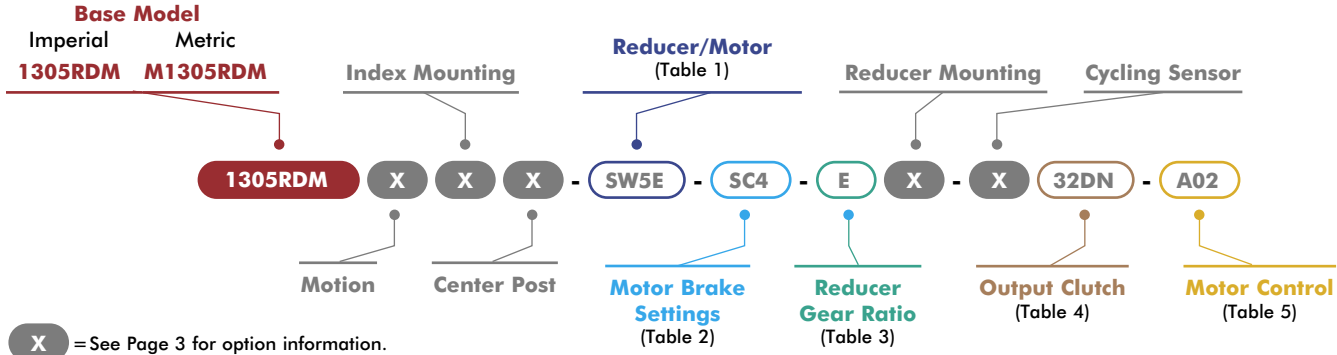 Base Model
Imperial Metric
1305RDM M1305RDM
Index Mounting
Reducer/Motor
(Table 1)
Reducer Mounting
Cycling Sensor
1305RDM X X X - SW5E - SC4 - E X - X 32DN - A02
Motion
Center Post
Motor Brake
Settings
(Table 2)
Reducer
Gear Ratio
(Table 3)
Output Clutch
(Table 4)
Motor Control
(Table 5)
X = See Page 3 for option information.